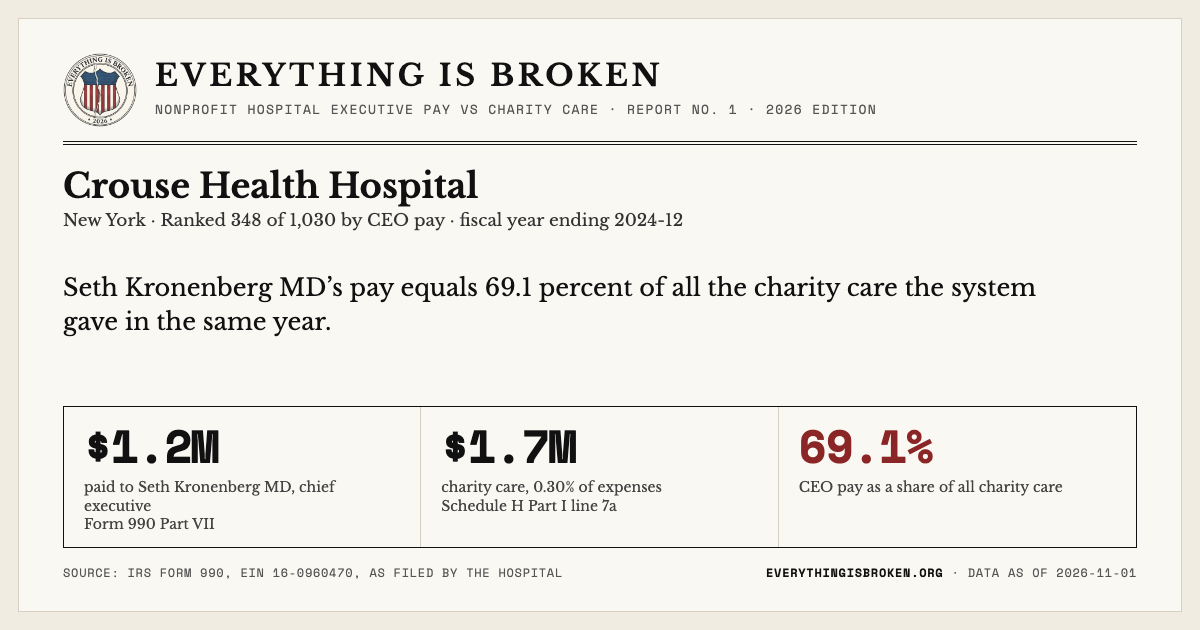 EVERYTHING IS BROKEN
2026
EVERYTHING IS BROKEN
NONPROFIT HOSPITAL EXECUTIVE PAY VS CHARITY CARE · REPORT NO. 1 · 2026 EDITION
Crouse Health Hospital
New York · Ranked 348 of 1,030 by CEO pay · fiscal year ending 2024-12
Seth Kronenberg MD’s pay equals 69.1 percent of all the charity care the system
gave in the same year.
$1.2M
paid to Seth Kronenberg MD, chief
executive
Form 990 Part VII
$1.7M
charity care, 0.30% of expenses
Schedule H Part I line 7a
69.1%
CEO pay as a share of all charity care
SOURCE: IRS FORM 990, EIN 16-0960470, AS FILED BY THE HOSPITAL
EVERYTHINGISBROKEN.ORG · DATA AS OF 2026-11-01